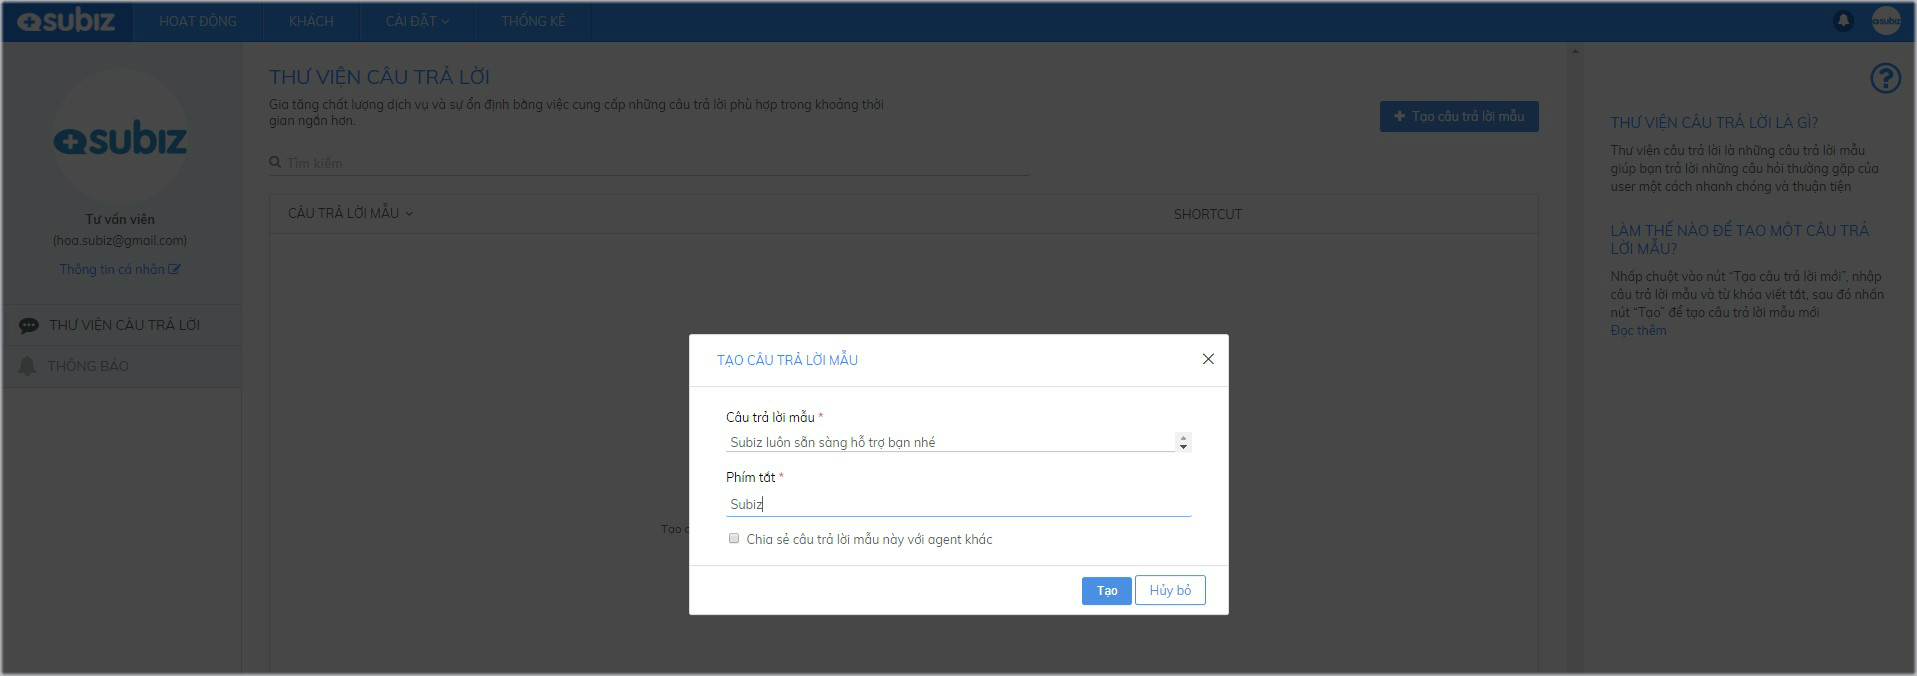 subiz
HOẠT ĐỘNG
KHÁCH
CÀI ĐẶT
THỐNG KÊ
subiz
subiz
Tư vấn viên
(hoa.subiz@gmail.com)
Thông tin cá nhân
THƯ VIỆN CÂU TRẢ LỜI
THÔNG BÁO
THƯ VIỆN CÂU TRẢ LỜI
Gia tăng chất lượng dịch vụ và sự ổn định bằng việc cung cấp những câu trả lời phù hợp trong khoảng thời
gian ngắn hơn.
Tạo câu trả lời mẫu
Tìm kiếm
CÂU TRẢ LỜI MẪU
SHORTCUT
Tạo c
TẠO CÂU TRẢ LỜI MẪU
Câu trả lời mẫu *
Subiz luôn sẵn sàng hỗ trợ bạn nhé
Phím tắt *
Subiz
Chia sẻ câu trả lời mẫu này với agent khác
Tạo
Hủy bỏ
THƯ VIỆN CÂU TRẢ LỜI LÀ GÌ?
Thư viện câu trả lời là những câu trả lời mẫu
giúp bạn trả lời những câu hỏi thường gặp của
user một cách nhanh chóng và thuận tiện
LÀM THẾ NÀO ĐỂ TẠO MỘT CÂU TRẢ
LỜI MẪU?
Nhấp chuột vào nút “Tạo câu trả lời mới”, nhập
câu trả lời mẫu và từ khóa viết tắt, sau đó nhấn
nút “Tạo” để tạo câu trả lời mẫu mới
Đọc thêm